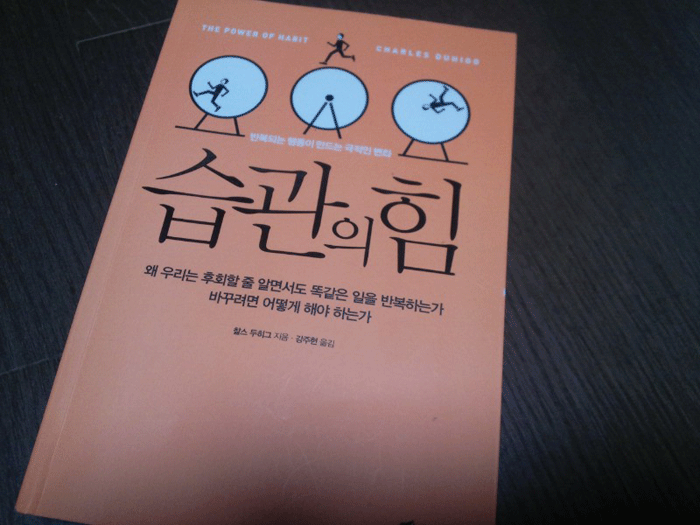 THE POWER OF HABIT
CHARLES DUHIGG
반복되는 행동이 만드는 극적인 변화
습관의 힘
왜 우리는 후회할 줄 알면서도 똑같은 일을 반복하는가
바꾸려면 어떻게 해야 하는가
찰스 두히그 지음 · 강주헌 옮김